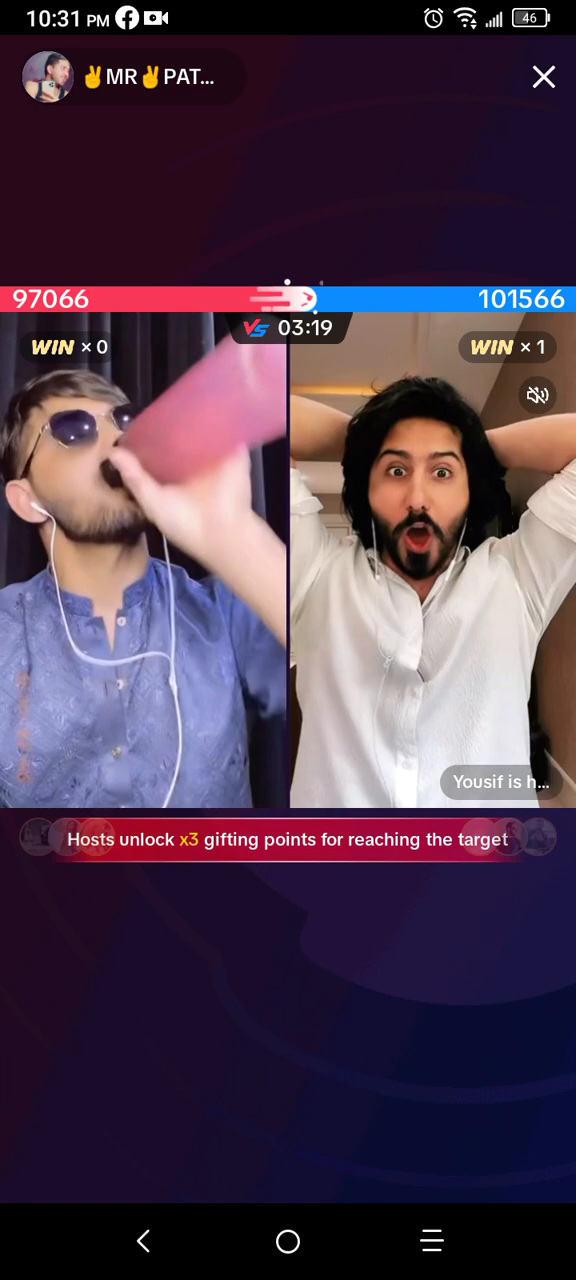 10:31 PM
46
✌MR✌PAT...
97066
101566
VS 03:19
WIN × 0
WIN × 1
Yousif is h...
Hosts unlock x3 gifting points for reaching the target